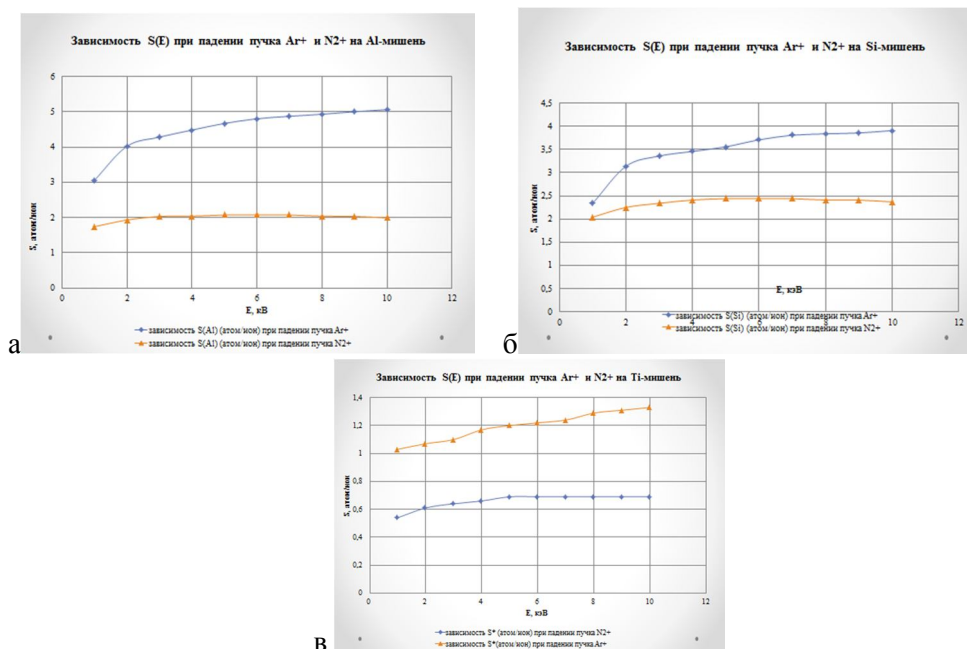 Зависимость S(E) при падении пучка Ar+ и N2+ на Al-мишень
6
5
4
3
2
1
0
S, атом/ион
0 2 4 6 8 10 12
E, кВ
зависимость S(Al) (атом/ион) при падении пучка Ar+
зависимость S(Al) (атом/ион) при падении пучка N2+
а
Зависимость S(E) при падении пучка Ar+ и N2+ на Si-мишень
4,5
4
3,5
3
2,5
2
1,5
1
0,5
0
S, атом/ион
E, кэВ
0 2 4 6 8 10 12
зависимость S(Si) (атом/ион) при падении пучка Ar+
зависимость S(Si) (атом/ион) при падении пучка N2+
б
Зависимость S(E) при падении пучка Ar+ и N2+ на Ti-мишень
1,4
1,2
1
0,8
0,6
0,4
0,2
0
S, атом/ион
0 2 4 6 8 10 12
E, кэВ
зависимость S* (атом/ион) при падении пучка N2+
зависимость S*(атом/ион) при падении пучка Ar+
в